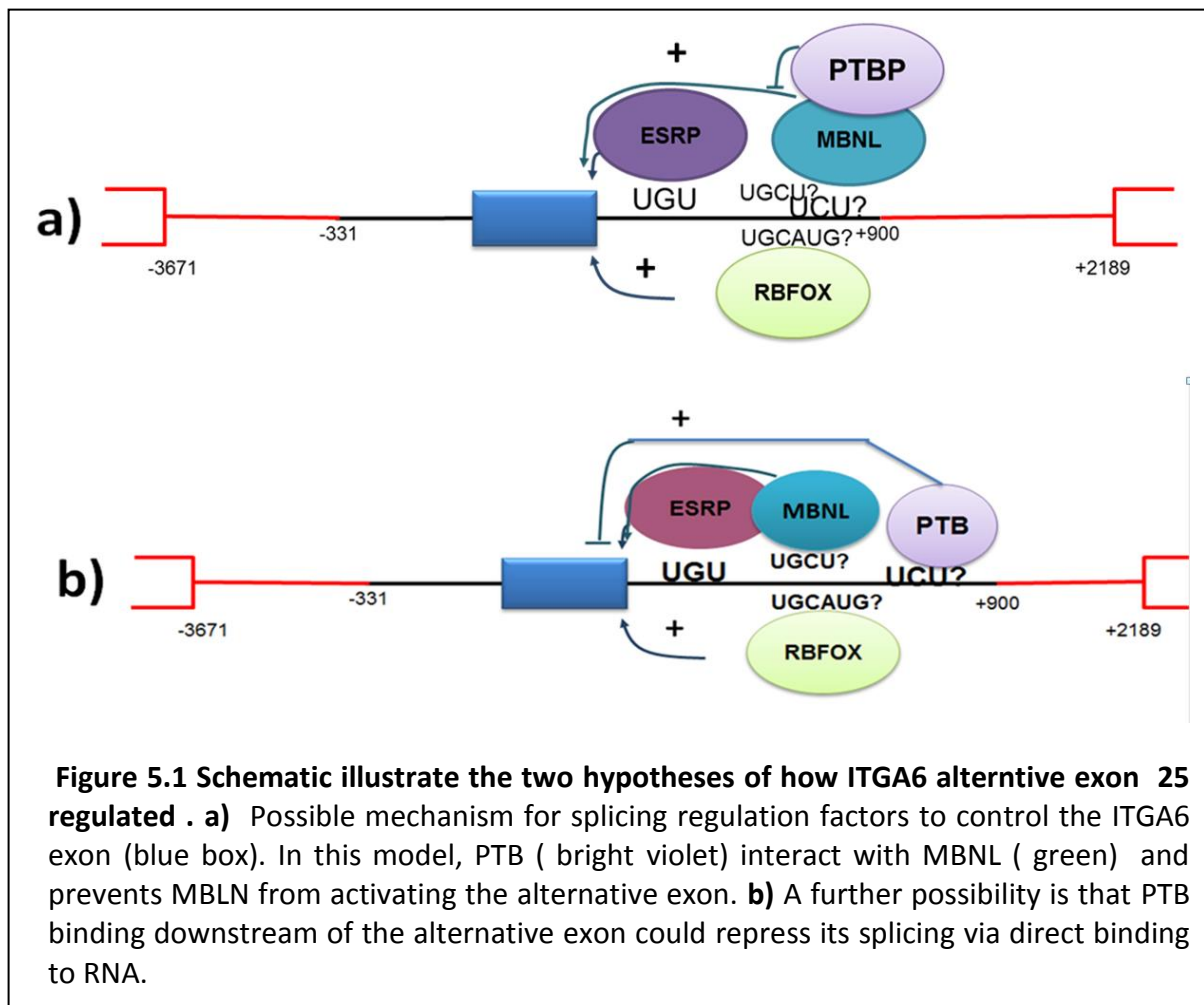 +
PTBP
ESRP
MBNL
UGU
UGCU?
UCU?
a)
-331
UGCAUG?
+900
-3671
+2189
+
RBFOX
+
ESRP
MBNL
PTB
UGU
UGCU?
UCU?
b)
-331
UGCAUG?
+900
-3671
+2189
+
RBFOX
Figure 5.1 Schematic illustrate the two hypotheses of how ITGA6 alterntive exon 25
regulated . a) Possible mechanism for splicing regulation factors to control the ITGA6
exon (blue box). In this model, PTB ( bright violet) interact with MBNL ( green) and
prevents MBLN from activating the alternative exon. b) A further possibility is that PTB
binding downstream of the alternative exon could repress its splicing via direct binding
to RNA.